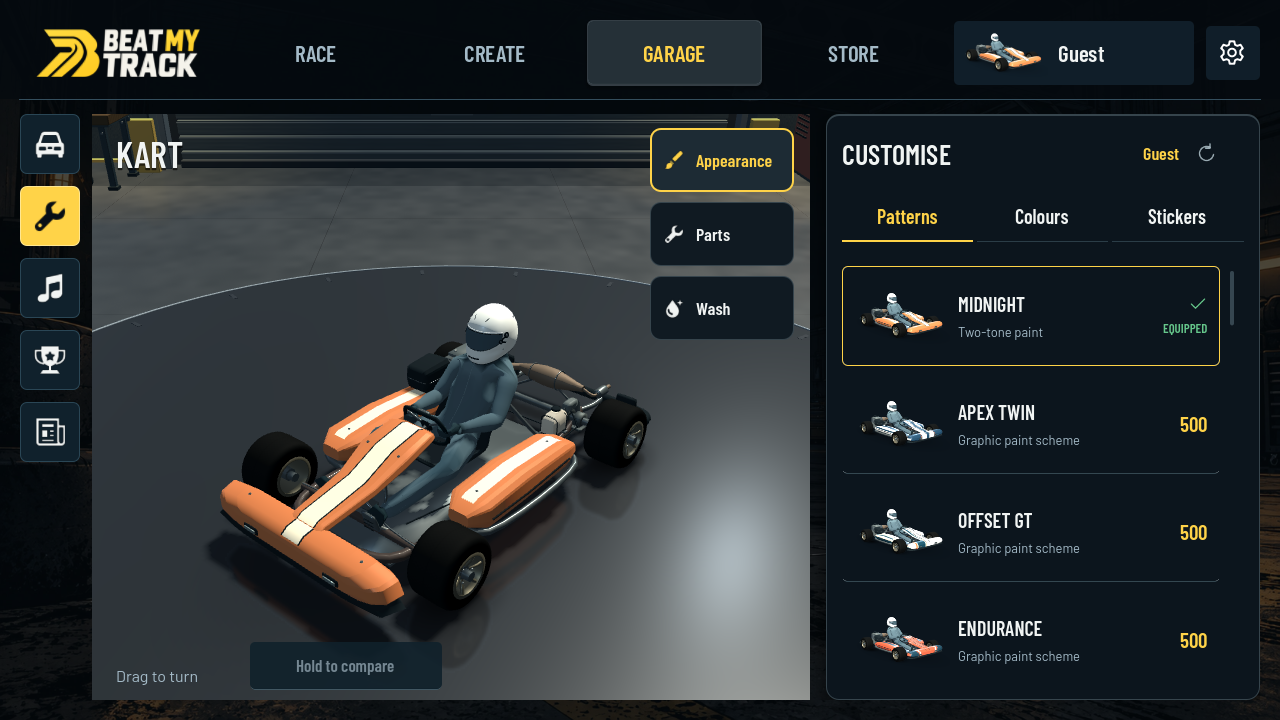 BEAT MY
TRACK
RACE
CREATE
GARAGE
STORE
Guest
KART
Appearance
Parts
Wash
Drag to turn
Hold to compare
CUSTOMISE
Guest
Patterns
Colours
Stickers
MIDNIGHT
Two-tone paint
EQUIPPED
APEX TWIN
Graphic paint scheme
500
OFFSET GT
Graphic paint scheme
500
ENDURANCE
Graphic paint scheme
500